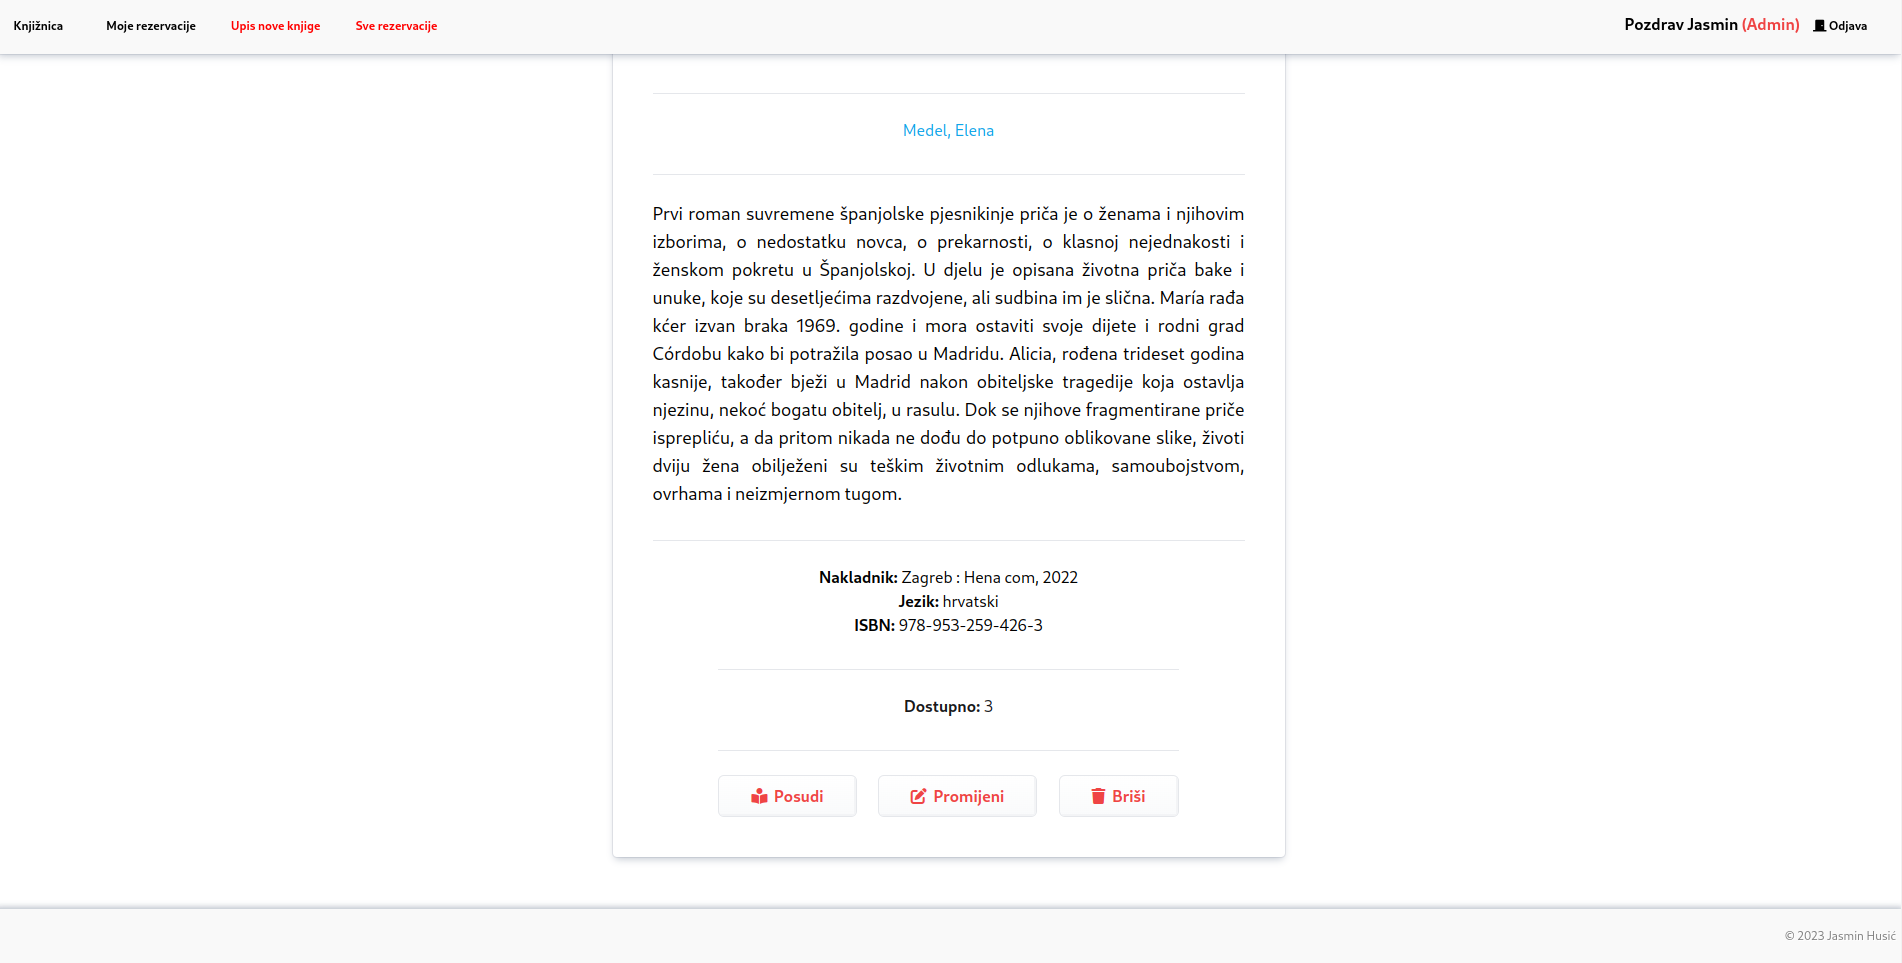 Knjižnica Moje rezervacije Upis nove knjige Sve rezervacije Pozdrav Jasmin (Admin) Odjava
Medel, Elena
Prvi roman suvremene španjolske pjesnikinje priča je o ženama i njihovim
izborima, o nedostatku novca, o prekarnosti, o klasnoj nejednakosti i
ženskom pokretu u Španjolskoj. U djelu je opisana životna priča bake i
unuke, koje su desetljećima razdvojene, ali sudbina im je slična. María rađa
kćer izvan braka 1969. godine i mora ostaviti svoje dijete i rodni grad
Córdobu kako bi potražila posao u Madridu. Alicia, rođena trideset godina
kasnije, također bježi u Madrid nakon obiteljske tragedije koja ostavlja
njezinu, nekoć bogatu obitelj, u rasulu. Dok se njihove fragmentirane priče
isprepliću, a da pritom nikada ne dođu do potpuno oblikovane slike, životi
dviju žena obilježeni su teškim životnim odlukama, samoubojstvom,
ovrhama i neizmjernom tugom.
Nakladnik: Zagreb : Hena com, 2022
Jezik: hrvatski
ISBN: 978-953-259-426-3
Dostupno: 3
Posudi Promijeni Briši
© 2023 Jasmin Husić